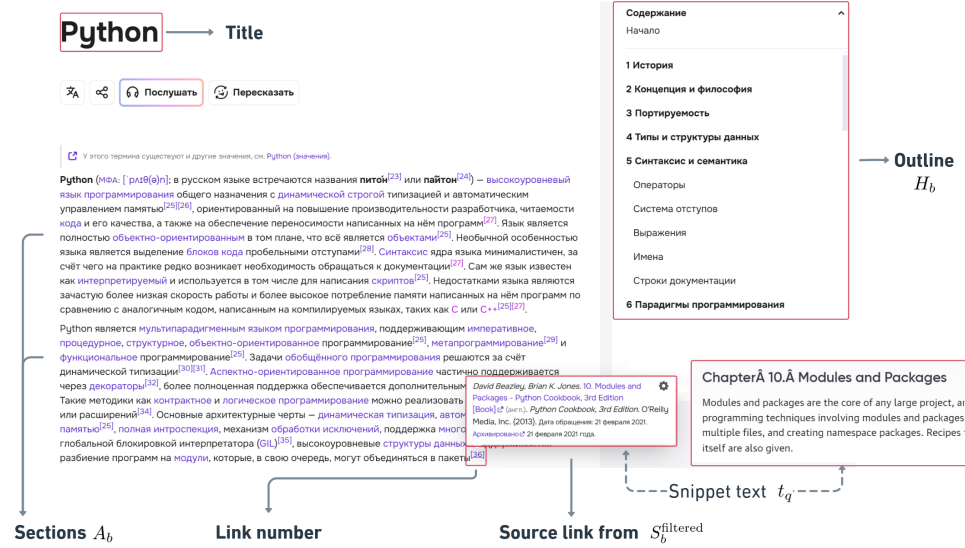 Python
Title
Послушать
Пересказать
У этого термина существуют и другие значения, см. Python (значения).
Python (МФА: [ˈpʌɪθ(ə)n]; в русском языке встречаются названия пито́н[23] или па́йтон[24]) — высокоуровневый
язык программирования общего назначения с динамической строгой типизацией и автоматическим
управлением памятью[25][26], ориентированный на повышение производительности разработчика, читаемости
кода и его качества, а также на обеспечение переносимости написанных на нём программ[27]. Язык является
полностью объектно-ориентированным в том плане, что всё является объектами[25]. Необычной особенностью
языка является выделение блоков кода пробельными отступами[28]. Синтаксис ядра языка минималистичен, за
счёт чего на практике редко возникает необходимость обращаться к документации[27]. Сам же язык известен
как интерпретируемый и используется в том числе для написания скриптов[25]. Недостатками языка являются
зачастую более низкая скорость работы и более высокое потребление памяти написанных на нём программ по
сравнению с аналогичным кодом, написанным на компилируемых языках, таких как C или C++[25][27].
Python является мультипарадигменным языком программирования, поддерживающим императивное,
процедурное, структурное, объектно-ориентированное программирование[25], метапрограммирование[29] и
функциональное программирование[25]. Задачи обобщённого программирования решаются за счёт
динамической типизации[30][31]. Аспектно-ориентированное программирование частично поддерживается
через декораторы[32], более полноценная поддержка обеспечивается дополнительным
Такие методики как контрактное и логическое программирование можно реализовать
или расширений[34]. Основные архитектурные черты — динамическая типизация, автом
памятью[25], полная интроспекция, механизм обработки исключений, поддержка много
глобальной блокировкой интерпретатора (GIL)[35], высокоуровневые структуры данных
разбиение программ на модули, которые, в свою очередь, могут объединяться в пакеты[36]
David Beazley, Brian K. Jones. 10. Modules and
Packages - Python Cookbook, 3rd Edition
[Book] (англ.). Python Cookbook, 3rd Edition. O'Reilly
Media, Inc. (2013). Дата обращения: 21 февраля 2021.
Архивировано 21 февраля 2021 года.
Содержание
Начало
1 История
2 Концепция и философия
3 Портируемость
4 Типы и структуры данных
5 Синтаксис и семантика
Операторы
Система отступов
Выражения
Имена
Строки документации
6 Парадигмы программирования
Outline
H_b
ChapterÂ 10.Â Modules and Packages
Modules and packages are the core of any large project, an
programming techniques involving modules and packages
multiple files, and creating namespace packages. Recipes
itself are also given.
Snippet text t_q
Sections A_b
Link number
Source link from S_b^filtered